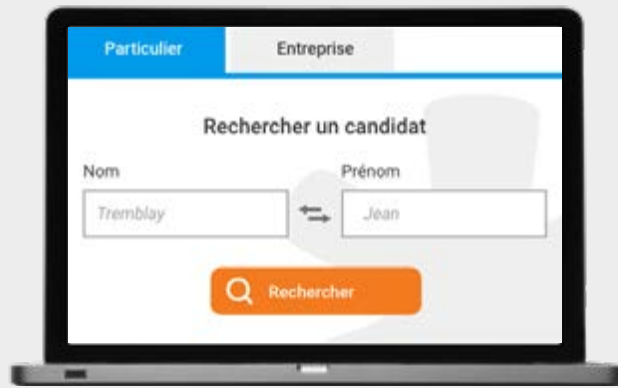 Particulier Entreprise
Rechercher un candidat
Nom Prénom
Tremblay Jean
Rechercher